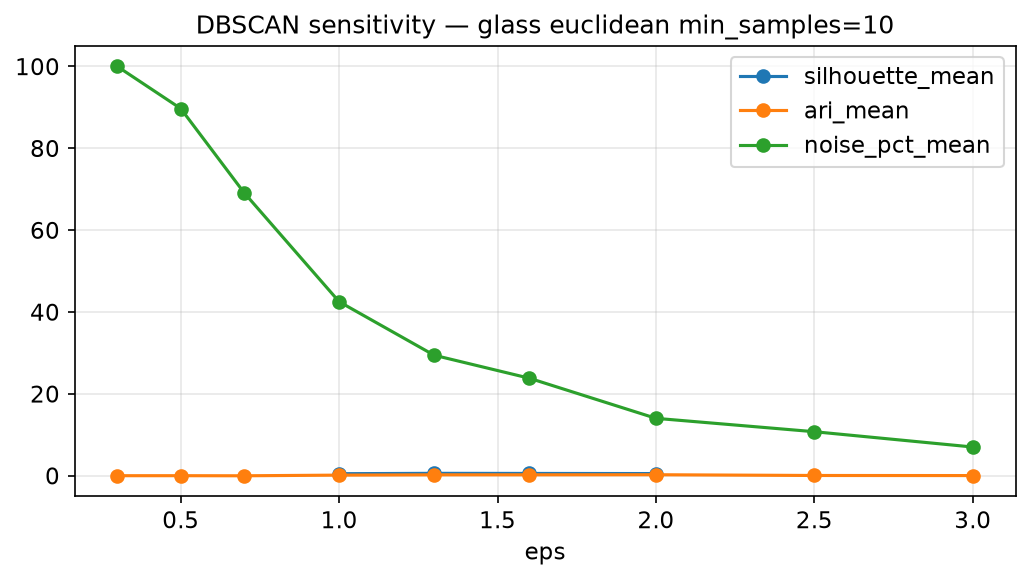 DBSCAN sensitivity — glass euclidean min_samples=10
silhouette_mean
ari_mean
noise_pct_mean
100
80
60
40
20
0
0.5 1.0 1.5 2.0 2.5 3.0
eps